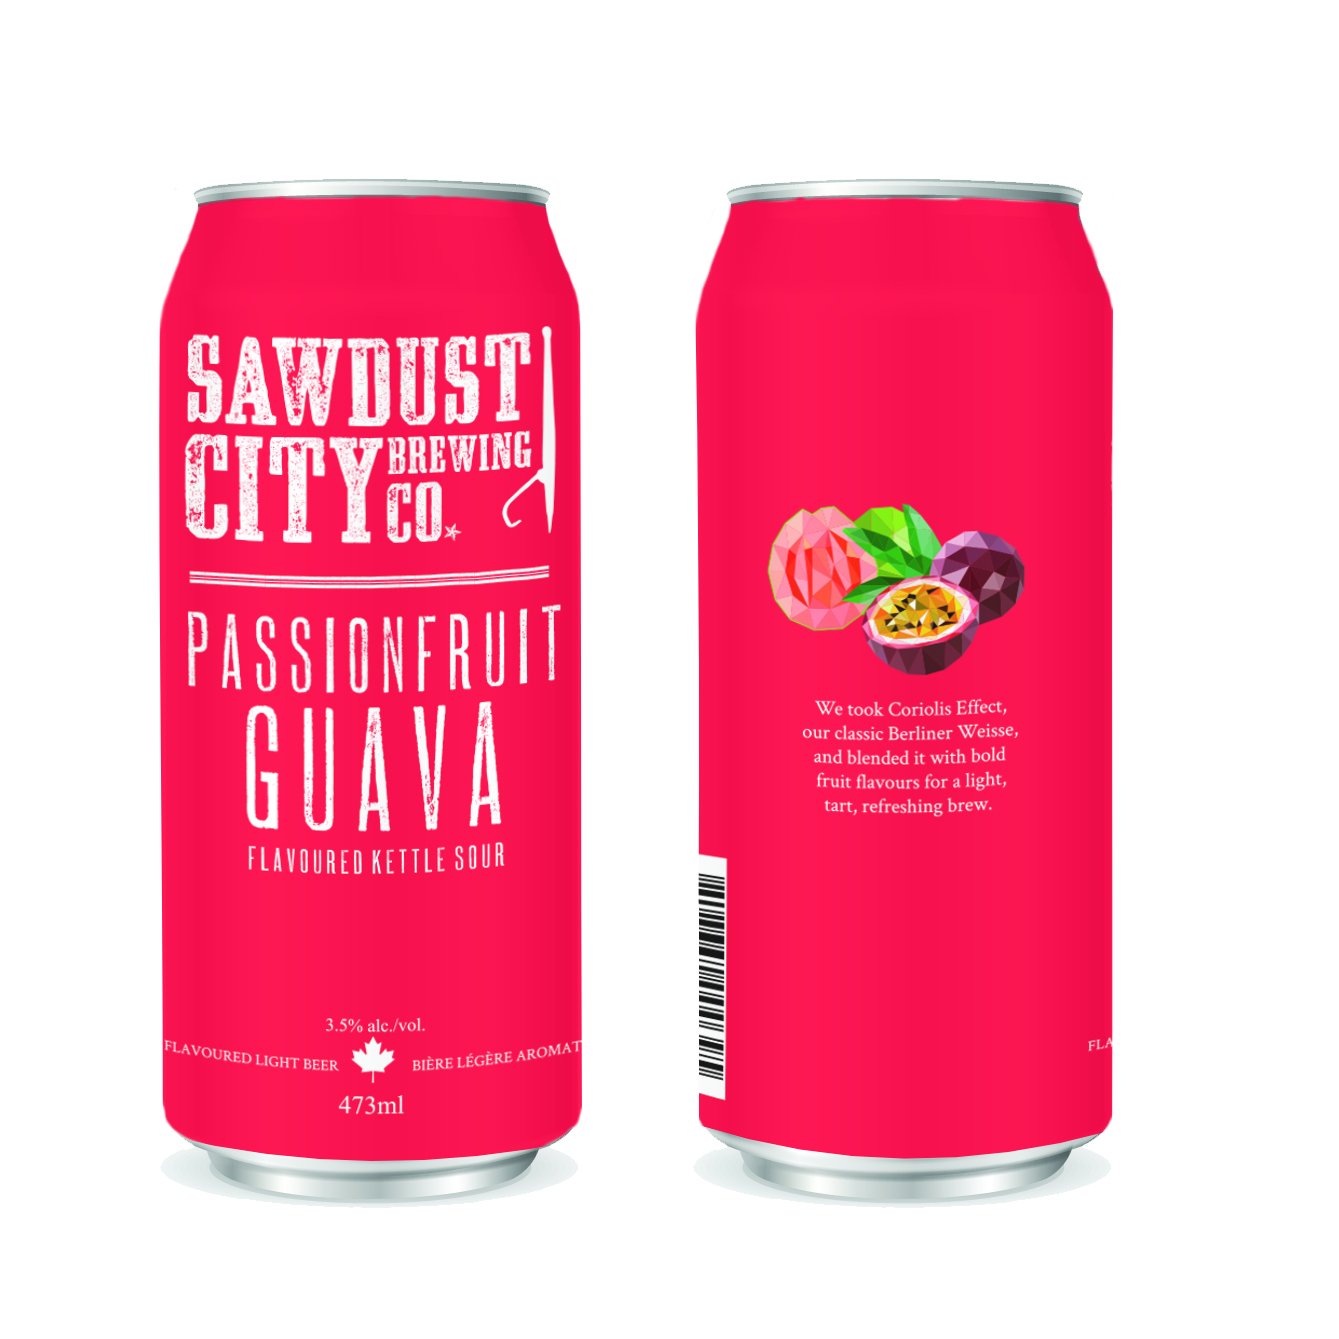 SAWDUST
CITY BREWING
CO.
PASSIONFRUIT
GUAVA
FLAVOURED KETTLE SOUR
3.5% alc./vol.
FLAVOURED LIGHT BEER BIÈRE LÉGÈRE AROMAT
473ml
We took Coriolis Effect,
our classic Berliner Weisse,
and blended it with bold
fruit flavours for a light,
tart, refreshing brew.
FLA